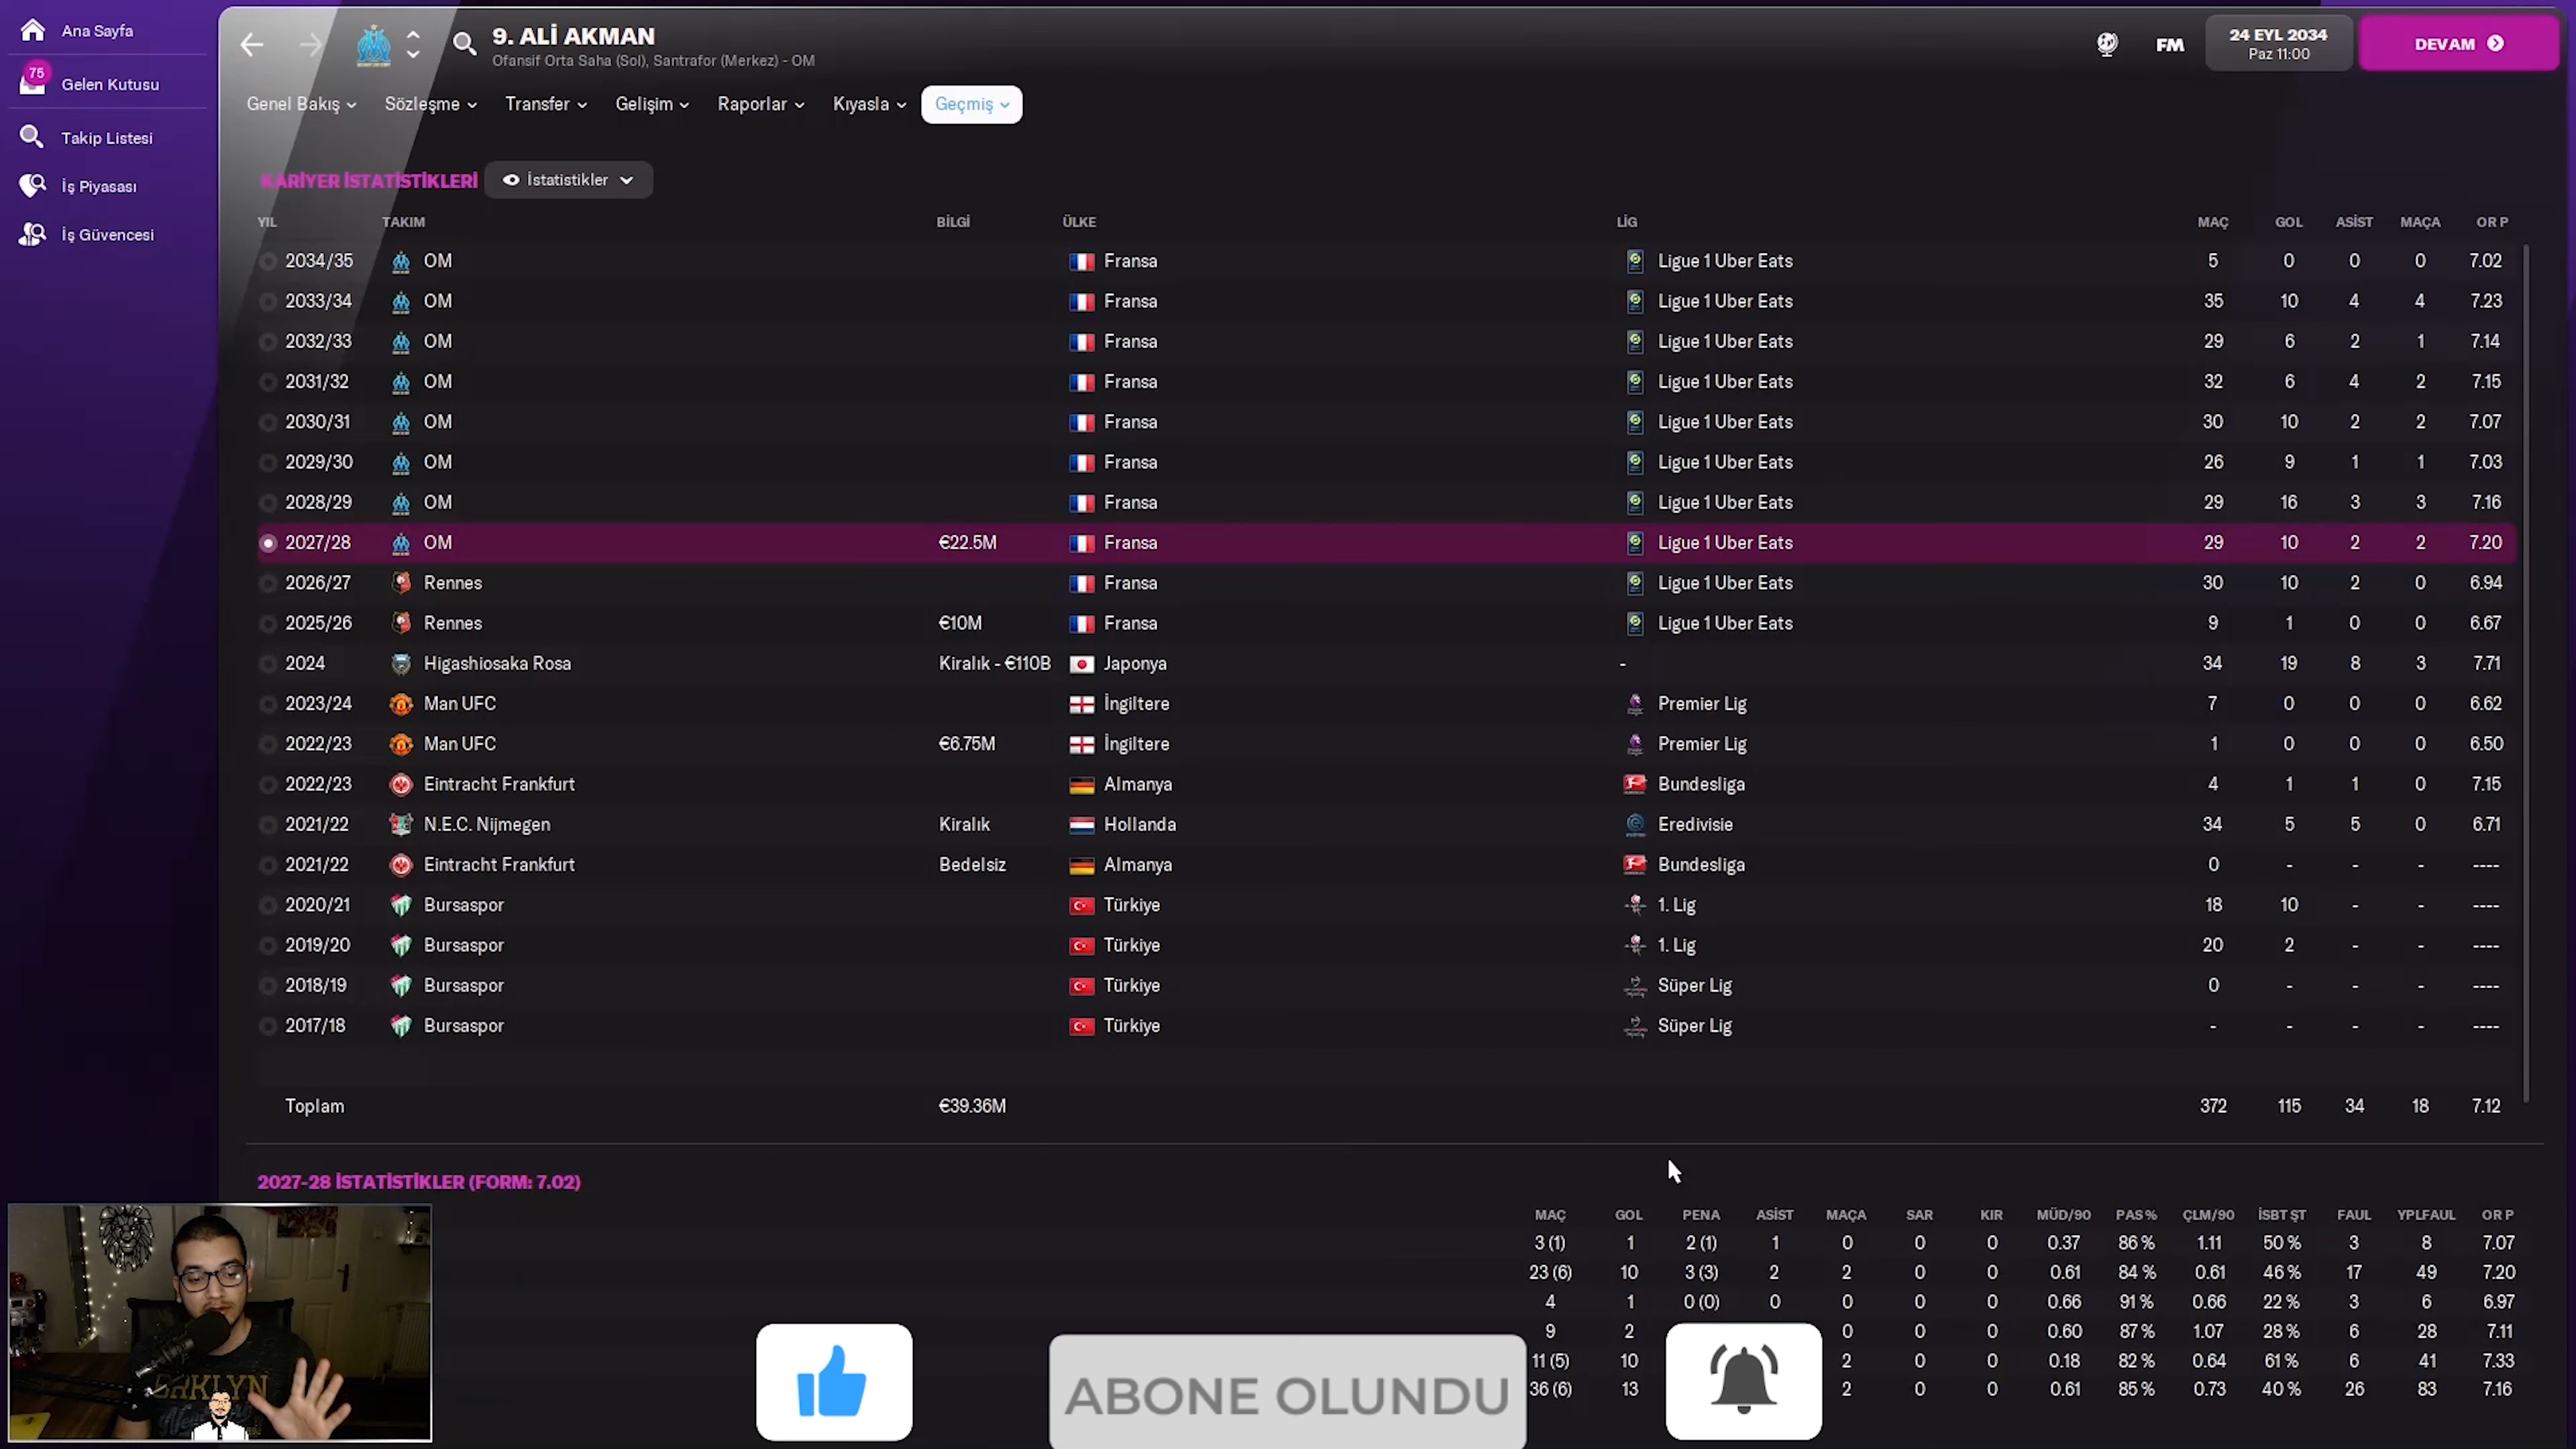 Ana Sayfa
75
Gelen Kutusu
Takip Listesi
İş Piyasası
İş Güvencesi
9. ALİ AKMAN
Ofansif Orta Saha (Sol), Santrafor (Merkez) - OM
FM
24 EYL 2034
Paz 11:00
DEVAM
Genel Bakış Sözleşme Transfer Gelişim Raporlar Kıyasla Geçmiş
KARİYER İSTATİSTİKLERİ İstatistikler
YIL TAKIM BİLGİ ÜLKE LİG MAÇ GOL ASİST MAÇA OR P
2034/35 OM Fransa Ligue 1 Uber Eats 5 0 0 0 7.02
2033/34 OM Fransa Ligue 1 Uber Eats 35 10 4 4 7.23
2032/33 OM Fransa Ligue 1 Uber Eats 29 6 2 1 7.14
2031/32 OM Fransa Ligue 1 Uber Eats 32 6 4 2 7.15
2030/31 OM Fransa Ligue 1 Uber Eats 30 10 2 2 7.07
2029/30 OM Fransa Ligue 1 Uber Eats 26 9 1 1 7.03
2028/29 OM Fransa Ligue 1 Uber Eats 29 16 3 3 7.16
2027/28 OM €22.5M Fransa Ligue 1 Uber Eats 29 10 2 2 7.20
2026/27 Rennes Fransa Ligue 1 Uber Eats 30 10 2 0 6.94
2025/26 Rennes €10M Fransa Ligue 1 Uber Eats 9 1 0 0 6.67
2024 Higashiosaka Rosa Kiralık - €110B Japonya - 34 19 8 3 7.71
2023/24 Man UFC İngiltere Premier Lig 7 0 0 0 6.62
2022/23 Man UFC €6.75M İngiltere Premier Lig 1 0 0 0 6.50
2022/23 Eintracht Frankfurt Almanya Bundesliga 4 1 1 0 7.15
2021/22 N.E.C. Nijmegen Kiralık Hollanda Eredivisie 34 5 5 0 6.71
2021/22 Eintracht Frankfurt Bedelsiz Almanya Bundesliga 0 - - - ----
2020/21 Bursaspor Türkiye 1. Lig 18 10 - - ----
2019/20 Bursaspor Türkiye 1. Lig 20 2 - - ----
2018/19 Bursaspor Türkiye Süper Lig 0 - - - ----
2017/18 Bursaspor Türkiye Süper Lig - - - - ----
Toplam €39.36M 372 115 34 18 7.12
2027-28 İSTATİSTİKLER (FORM: 7.02)
MAÇ GOL PENA ASİST MAÇA SAR KIR MÜD/90 PAS % ÇLM/90 İSBT ŞT FAUL YPLFAUL OR P
3 (1) 1 2 (1) 1 0 0 0 0.37 86 % 1.11 50 % 3 8 7.07
23 (6) 10 3 (3) 2 2 0 0 0.61 84 % 0.61 46 % 17 49 7.20
4 1 0 (0) 0 0 0 0 0.66 91 % 0.66 22 % 3 6 6.97
9 2 0 0 0 0.60 87 % 1.07 28 % 6 28 7.11
11 (5) 10 2 0 0 0.18 82 % 0.64 61 % 6 41 7.33
36 (6) 13 2 0 0 0.61 85 % 0.73 40 % 26 83 7.16
ABONE OLUNDU